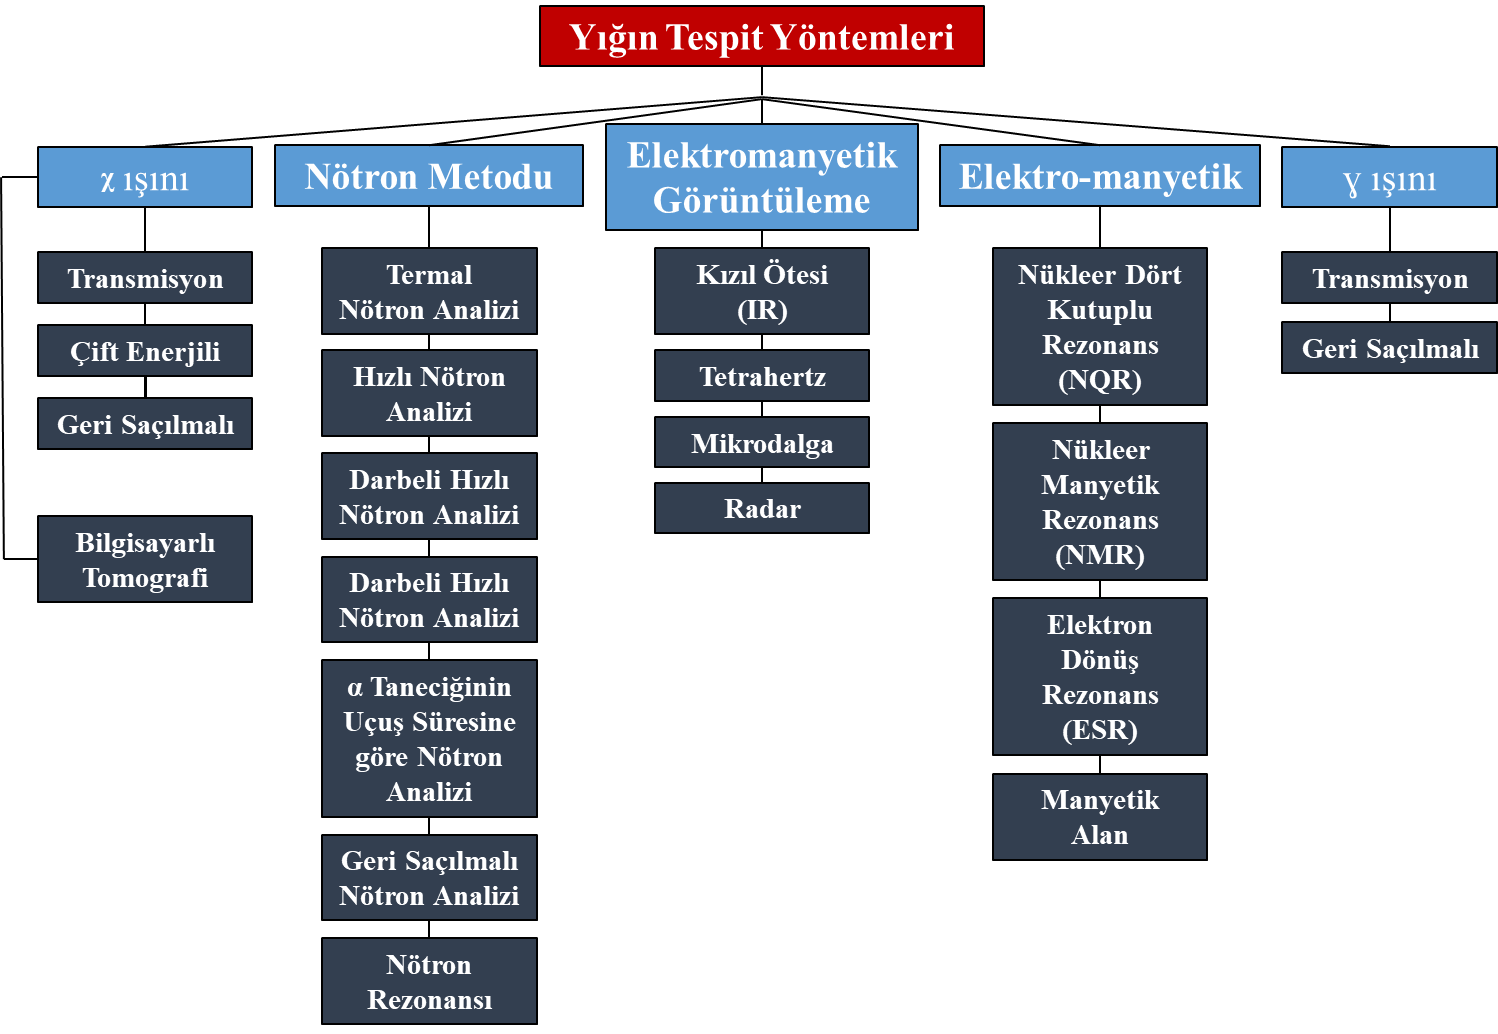 Yığın Tespit Yöntemleri
χ ışını
Transmisyon
Çift Enerjili
Geri Saçılmalı
Bilgisayarlı
Tomografi
Nötron Metodu
Termal
Nötron Analizi
Hızlı Nötron
Analizi
Darbeli Hızlı
Nötron Analizi
Darbeli Hızlı
Nötron Analizi
α Taneciğinin
Uçuş Süresine
göre Nötron
Analizi
Geri Saçılmalı
Nötron Analizi
Nötron
Rezonansı
Elektromanyetik
Görüntüleme
Kızıl Ötesi
(IR)
Tetrahertz
Mikrodalga
Radar
Elektro-manyetik
Nükleer Dört
Kutuplu
Rezonans
(NQR)
Nükleer
Manyetik
Rezonans
(NMR)
Elektron
Dönüş
Rezonans
(ESR)
Manyetik
Alan
ɣ ışını
Transmisyon
Geri Saçılmalı